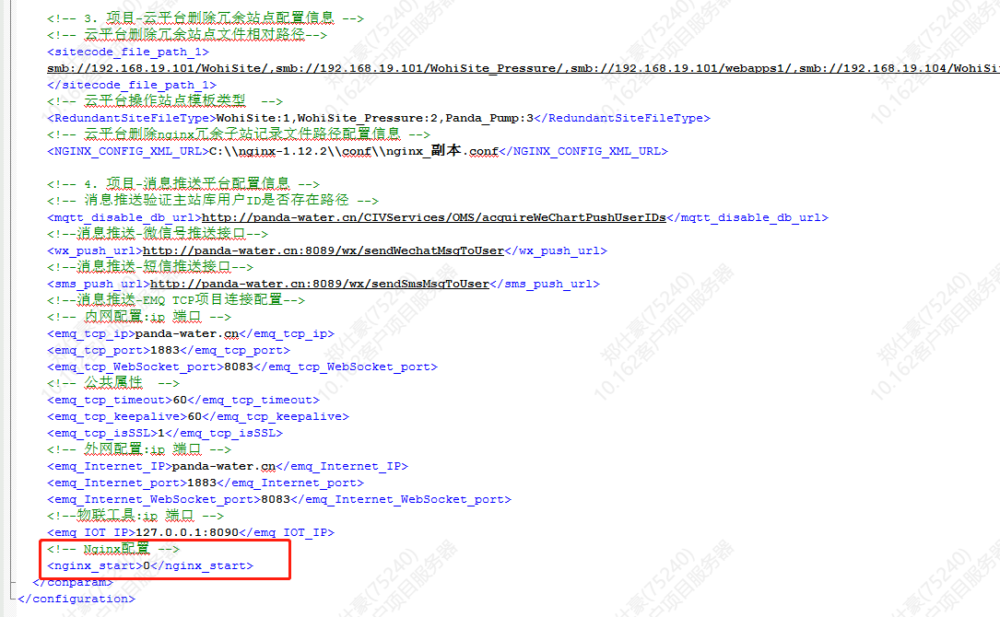 <!-- 3. 项目-云平台删除冗余站点配置信息 -->
<!-- 云平台删除冗余站点文件相对路径-->
<sitecode_file_path_1>
smb://192.168.19.101/WohiSite/,smb://192.168.19.101/WohiSite_Pressure/,smb://192.168.19.101/webapps1/,smb://192.168.19.104/WohiSi
</sitecode_file_path_1>
<!-- 云平台操作站点模板类型  -->
<RedundantSiteFileType>WohiSite:1,WohiSite_Pressure:2,Panda_Pump:3</RedundantSiteFileType>
<!-- 云平台删除nginx冗余子站记录文件路径配置信息 -->
<NGINX_CONFIG_XML_URL>C:\\nginx-1.12.2\\conf\\nginx_副本.conf</NGINX_CONFIG_XML_URL>
<!-- 4. 项目-消息推送平台配置信息 -->
<!-- 消息推送验证主站库用户ID是否存在路径 -->
<mqtt_disable_db_url>http://panda-water.cn/CIVServices/OMS/acquireWeChartPushUserIDs</mqtt_disable_db_url>
<!--消息推送-微信号推送接口-->
<wx_push_url>http://panda-water.cn:8089/wx/sendWechatMsgToUser</wx_push_url>
<!--消息推送-短信推送接口-->
<sms_push_url>http://panda-water.cn:8089/wx/sendSmsMsgToUser</sms_push_url>
<!--消息推送-EMQ TCP项目连接配置-->
<!-- 内网配置:ip 端口 -->
<emq_tcp_ip>panda-water.cn</emq_tcp_ip>
<emq_tcp_port>1883</emq_tcp_port>
<emq_tcp_WebSocket_port>8083</emq_tcp_WebSocket_port>
<!-- 公共属性  -->
<emq_tcp_timeout>60</emq_tcp_timeout>
<emq_tcp_keepalive>60</emq_tcp_keepalive>
<emq_tcp_isSSL>1</emq_tcp_isSSL>
<!-- 外网配置:ip 端口 -->
<emq_Internet_IP>panda-water.cn</emq_Internet_IP>
<emq_Internet_port>1883</emq_Internet_port>
<emq_Internet_WebSocket_port>8083</emq_Internet_WebSocket_port>
<!--物联工具:ip 端口 -->
<emq_IOT_IP>127.0.0.1:8090</emq_IOT_IP>
<!-- Nginx配置 -->
<nginx_start>0</nginx_start>
</conparam>
</configuration>
郑仕豪(75240)
10.162客户项目服务器